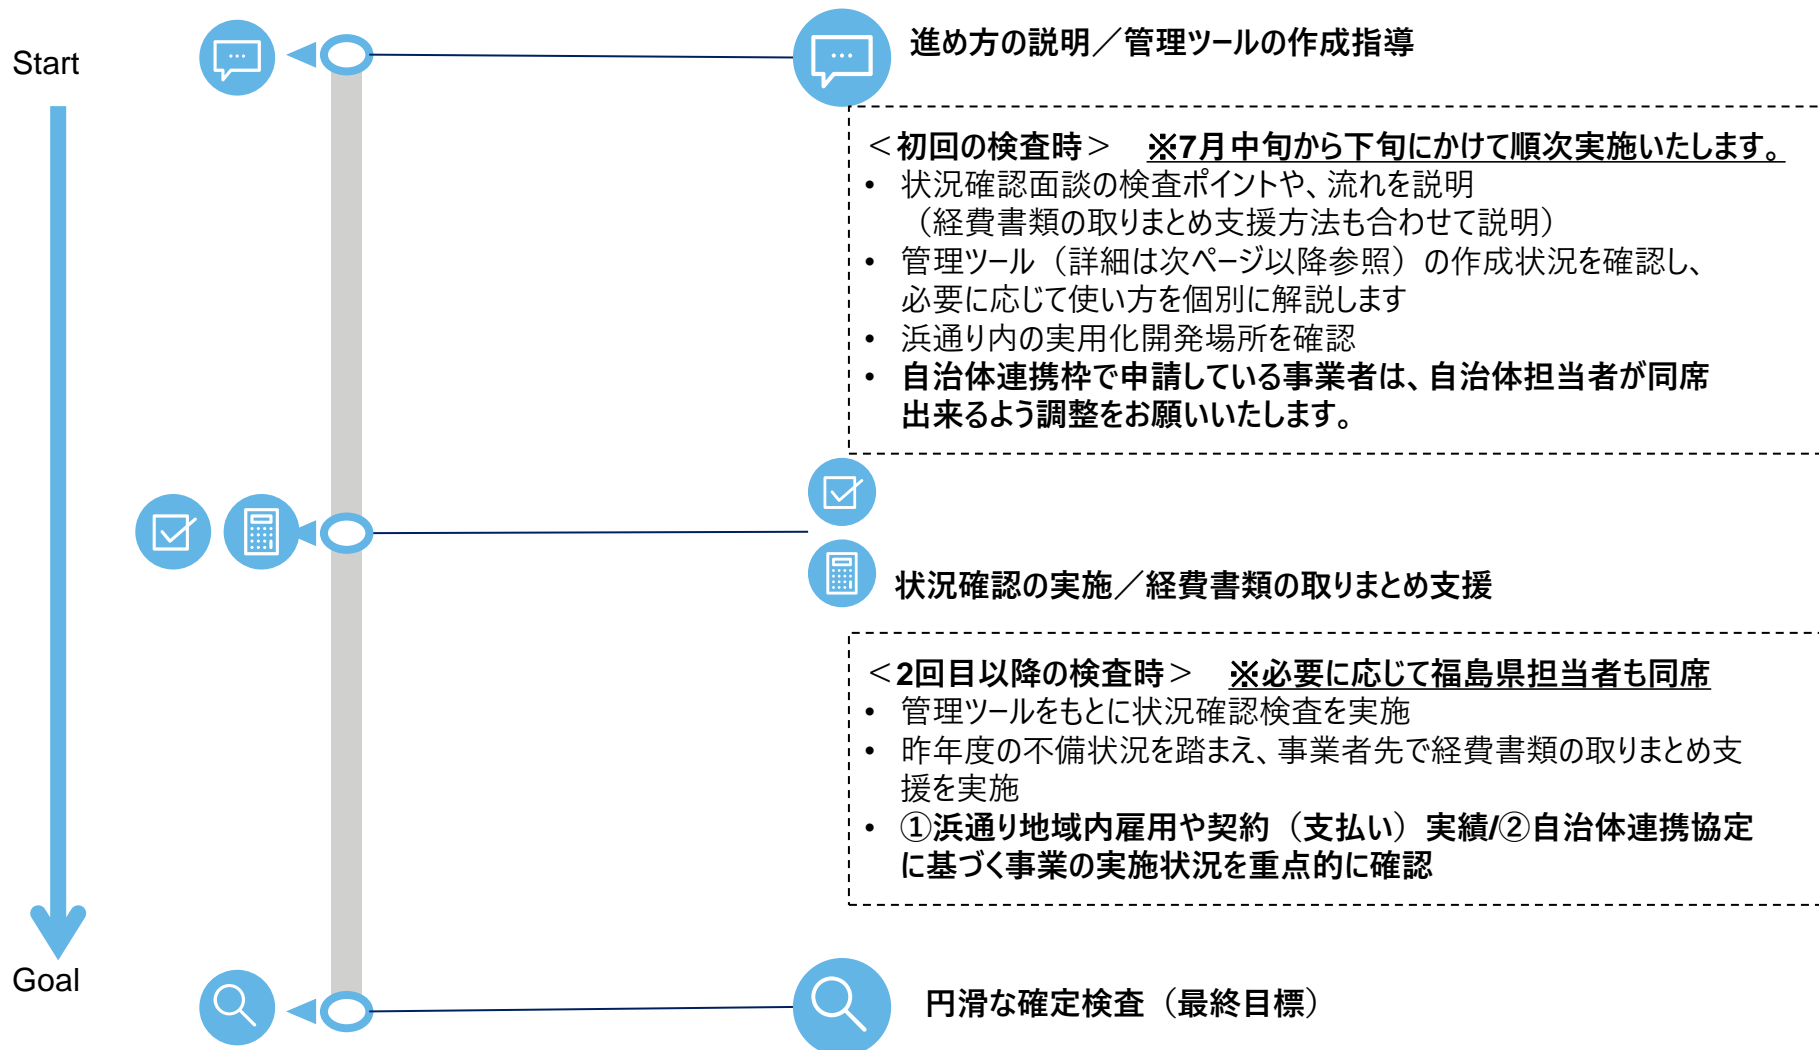 Start
進め方の説明／管理ツールの作成指導
＜初回の検査時＞　※7月中旬から下旬にかけて順次実施いたします。
• 状況確認面談の検査ポイントや、流れを説明
（経費書類の取りまとめ支援方法も合わせて説明）
• 管理ツール（詳細は次ページ以降参照）の作成状況を確認し、
必要に応じて使い方を個別に解説します
• 浜通り内の実用化開発場所を確認
• 自治体連携枠で申請している事業者は、自治体担当者が同席
出来るよう調整をお願いいたします。
状況確認の実施／経費書類の取りまとめ支援
＜2回目以降の検査時＞　※必要に応じて福島県担当者も同席
• 管理ツールをもとに状況確認検査を実施
• 昨年度の不備状況を踏まえ、事業者先で経費書類の取りまとめ支
援を実施
• ①浜通り地域内雇用や契約（支払い）実績/②自治体連携協定
に基づく事業の実施状況を重点的に確認
Goal
円滑な確定検査（最終目標）